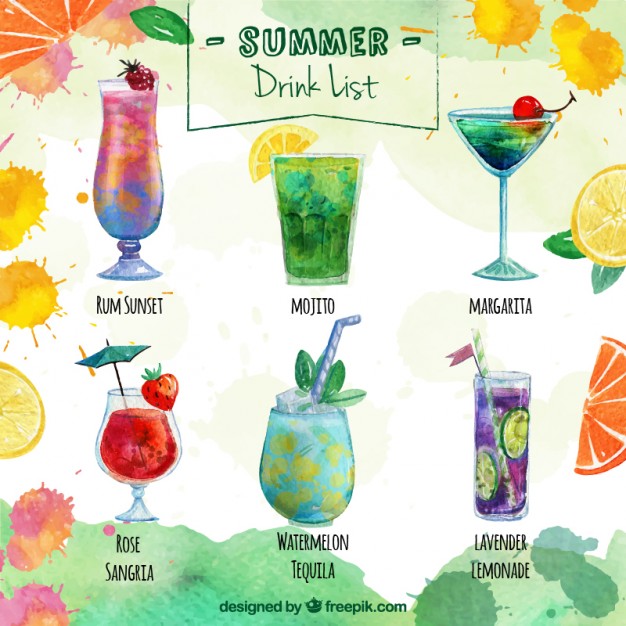 - SUMMER -
Drink List
RUM SUNSET
MOJITO
MARGARITA
ROSE
SANGRIA
WATERMELON
TEQUILA
LAVENDER
LEMONADE
designed by freepik.com